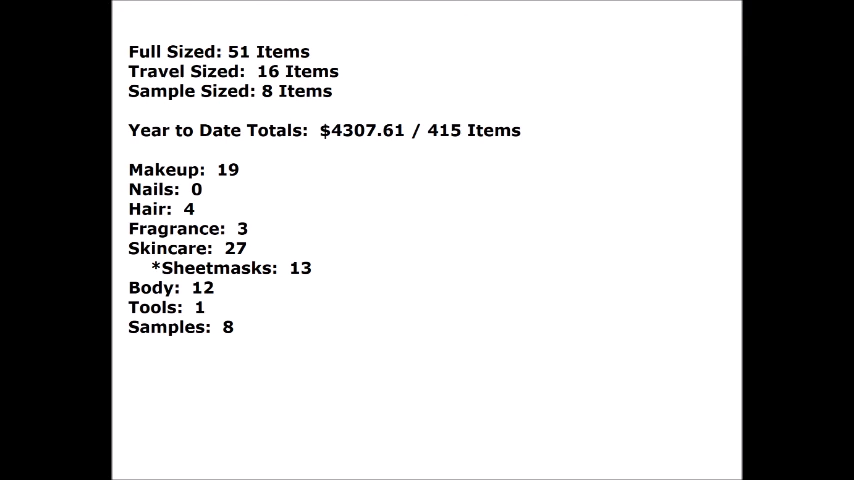 Full Sized: 51 Items
Travel Sized:  16 Items
Sample Sized: 8 Items
Year to Date Totals:  $4307.61 / 415 Items
Makeup:  19
Nails:  0
Hair:  4
Fragrance:  3
Skincare:  27
*Sheetmasks:  13
Body:  12
Tools:  1
Samples:  8